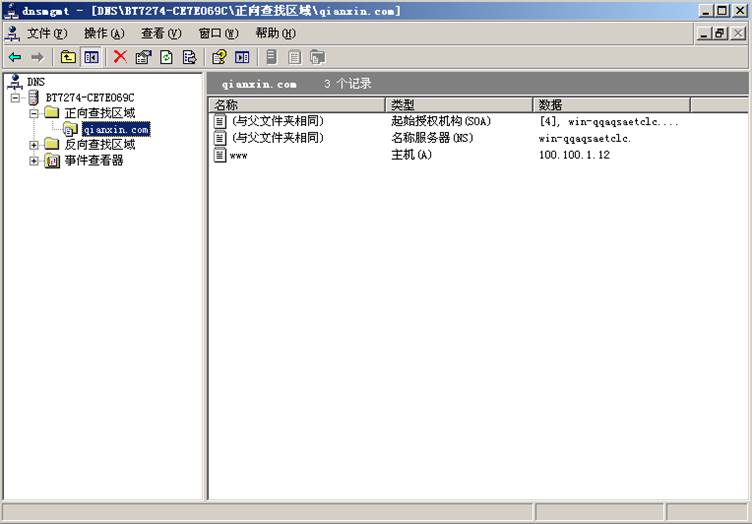 dnsmgmt - [DNS\BT7274-CE7E069C\正向查找区域\qianxin.com]
文件(F) 操作(A) 查看(V) 窗口(W) 帮助(H)
DNS
BT7274-CE7E069C
正向查找区域
qianxin.com
反向查找区域
事件查看器
qianxin.com 3 个记录
名称 类型 数据
(与父文件夹相同) 起始授权机构(SOA) [4], win-qqaqsaetclc....
(与父文件夹相同) 名称服务器(NS) win-qqaqsaetclc.
www 主机(A) 100.100.1.12